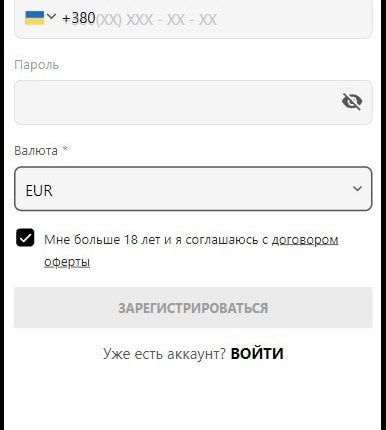 +380(XX) XXX - XX - XX
Пароль
Валюта *
EUR
Мне больше 18 лет и я соглашаюсь с договором
оферты
ЗАРЕГИСТРИРОВАТЬСЯ
Уже есть аккаунт? ВОЙТИ